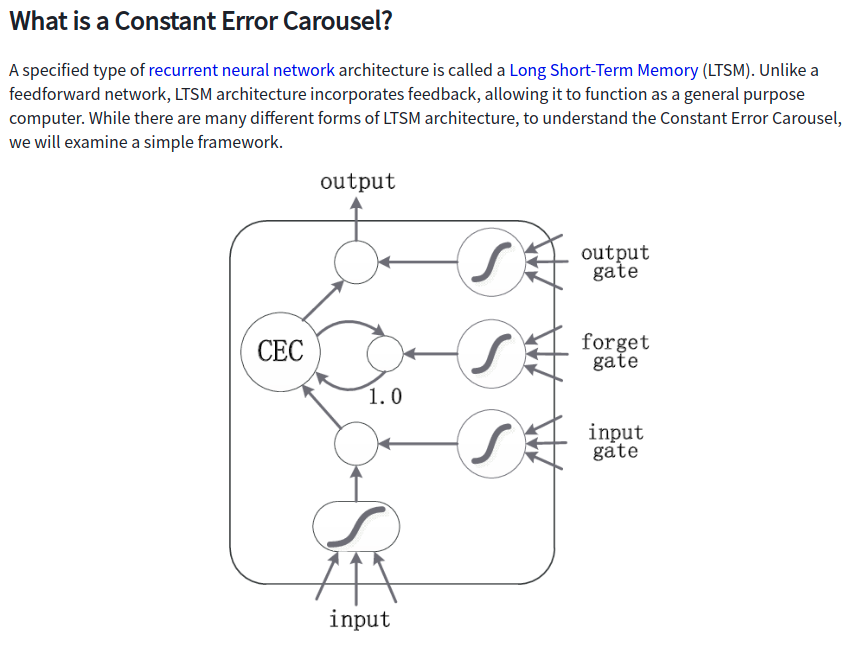 What is a Constant Error Carousel?
A specified type of recurrent neural network architecture is called a Long Short-Term Memory (LTSM). Unlike a
feedforward network, LTSM architecture incorporates feedback, allowing it to function as a general purpose
computer. While there are many different forms of LTSM architecture, to understand the Constant Error Carousel,
we will examine a simple framework.
output
output
gate
CEC
forget
gate
1.0
input
gate
input